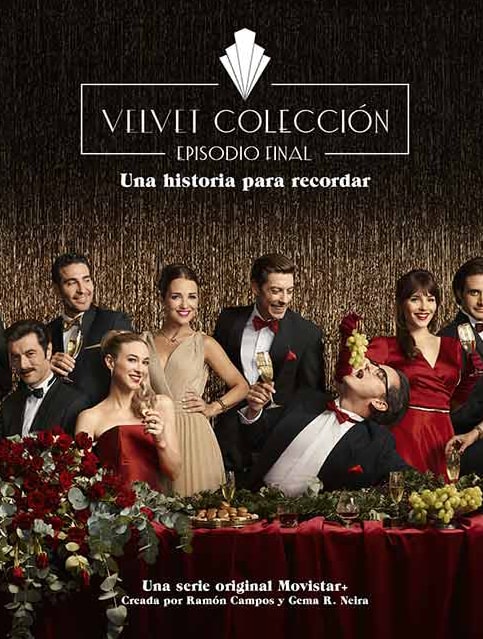 VELVET COLECCIÓN
EPISODIO FINAL
Una historia para recordar
Una serie original Movistar+
Creada por Ramón Campos y Gema R. Neira